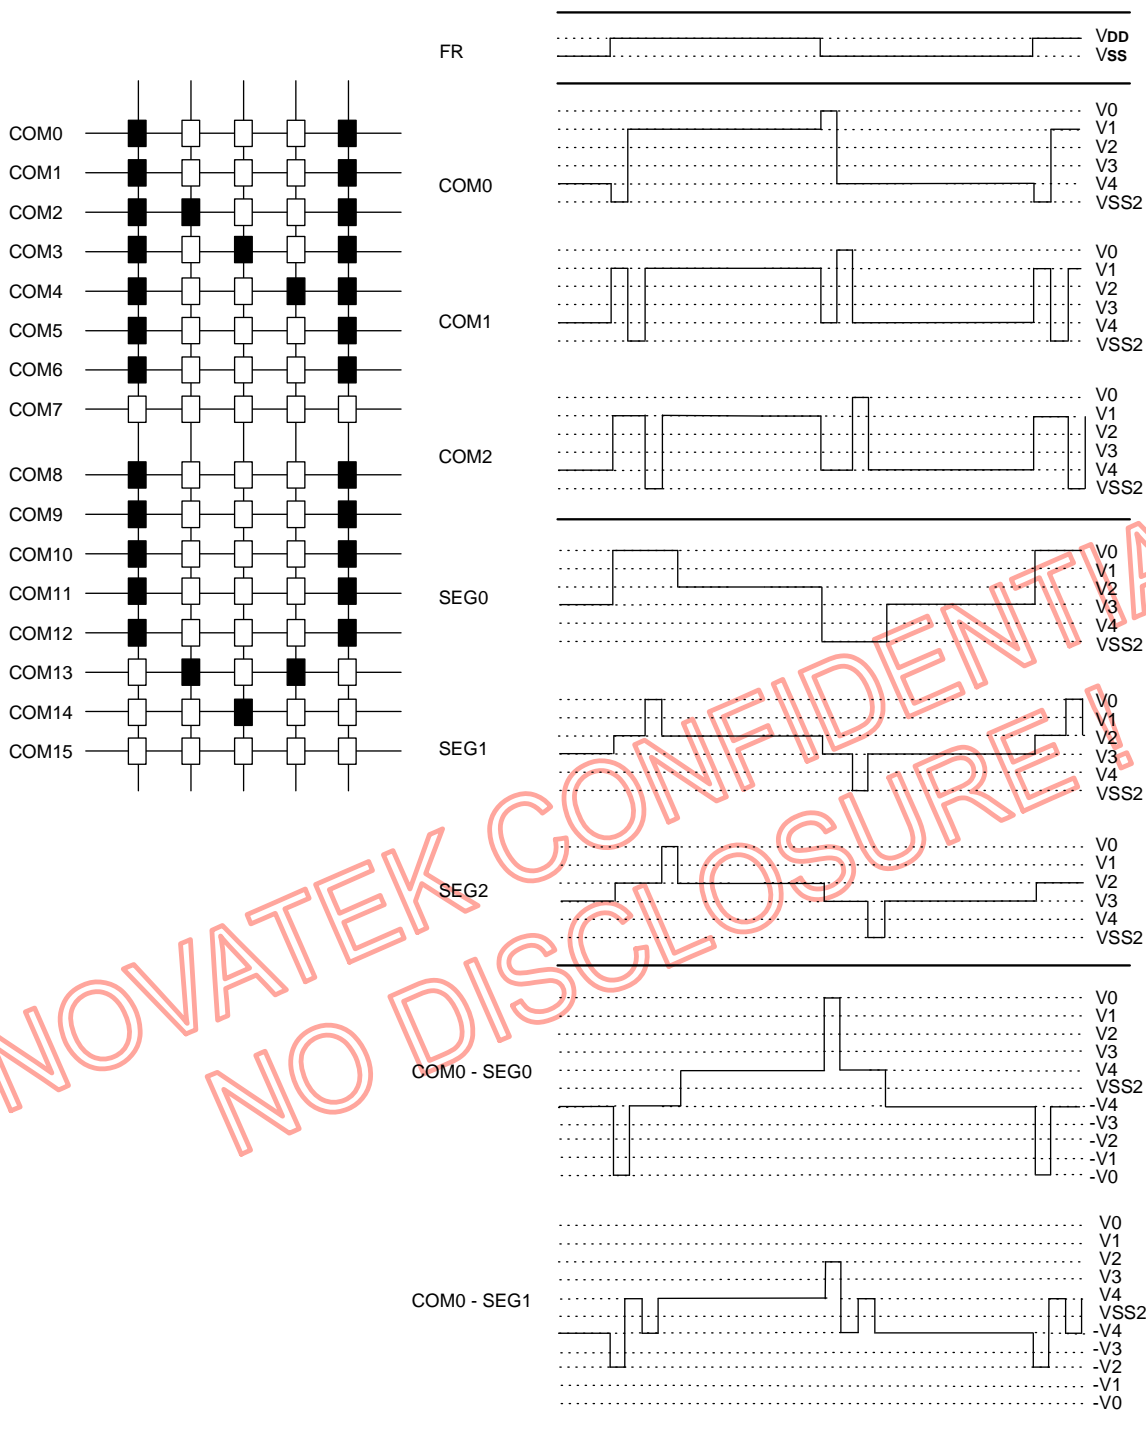 FR
VDD
VSS
COM0
COM1
COM2
COM3
COM4
COM5
COM6
COM7
COM8
COM9
COM10
COM11
COM12
COM13
COM14
COM15
COM0
V0
V1
V2
V3
V4
VSS2
COM1
V0
V1
V2
V3
V4
VSS2
COM2
V0
V1
V2
V3
V4
VSS2
SEG0
V0
V1
V2
V3
V4
VSS2
SEG1
V0
V1
V2
V3
V4
VSS2
SEG2
V0
V1
V2
V3
V4
VSS2
COM0 - SEG0
V0
V1
V2
V3
V4
VSS2
-V4
-V3
-V2
-V1
-V0
COM0 - SEG1
V0
V1
V2
V3
V4
VSS2
-V4
-V3
-V2
-V1
-V0
NOVATEK CONFIDENTIA
NO DISCLOSURE !